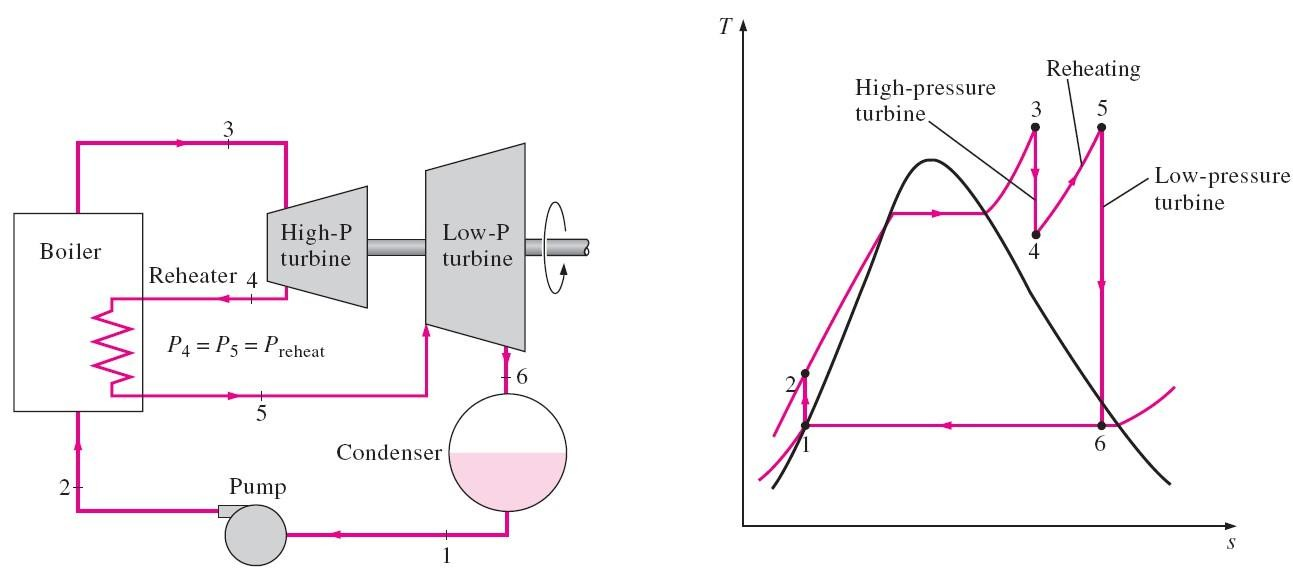 3
Boiler
High-P
turbine
Low-P
turbine
Reheater 4
P4 = P5 = Preheat
5
6
Condenser
2
Pump
1
T
High-pressure
turbine
Reheating
3
5
4
Low-pressure
turbine
2
1
6
s